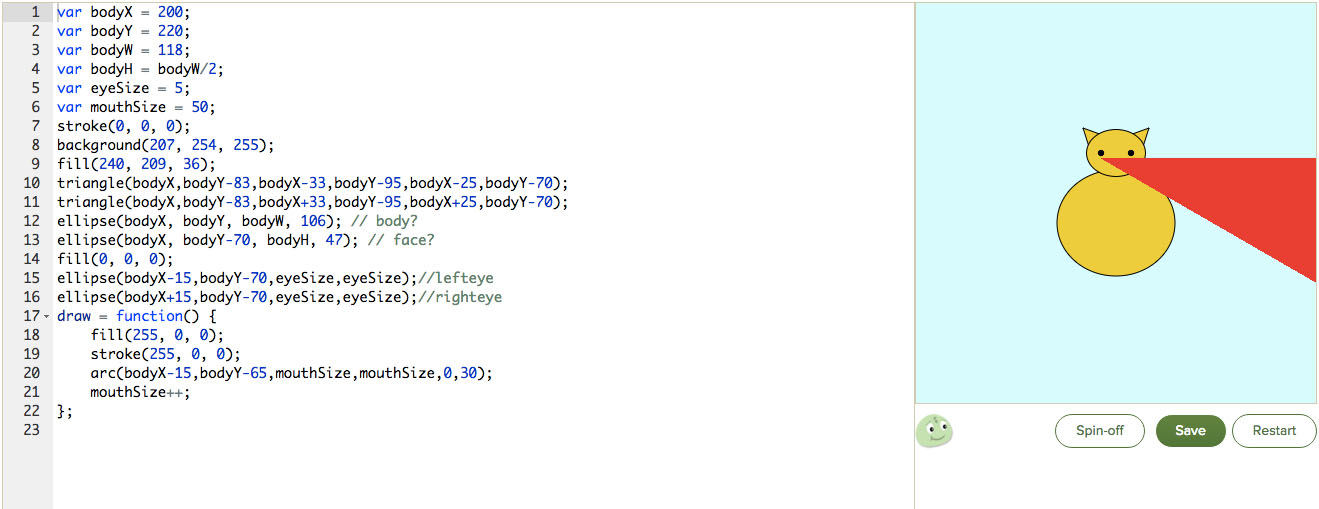 1 var bodyX = 200;
2 var bodyY = 220;
3 var bodyW = 118;
4 var bodyH = bodyW/2;
5 var eyeSize = 5;
6 var mouthSize = 50;
7 stroke(0, 0, 0);
8 background(207, 254, 255);
9 fill(240, 209, 36);
10 triangle(bodyX,bodyY-83,bodyX-33,bodyY-95,bodyX-25,bodyY-70);
11 triangle(bodyX,bodyY-83,bodyX+33,bodyY-95,bodyX+25,bodyY-70);
12 ellipse(bodyX, bodyY, bodyW, 106); // body?
13 ellipse(bodyX, bodyY-70, bodyH, 47); // face?
14 fill(0, 0, 0);
15 ellipse(bodyX-15,bodyY-70,eyeSize,eyeSize);//lefteye
16 ellipse(bodyX+15,bodyY-70,eyeSize,eyeSize);//righteye
17 draw = function() {
18     fill(255, 0, 0);
19     stroke(255, 0, 0);
20     arc(bodyX-15,bodyY-65,mouthSize,mouthSize,0,30);
21     mouthSize++;
22 };
23
Spin-off Save Restart